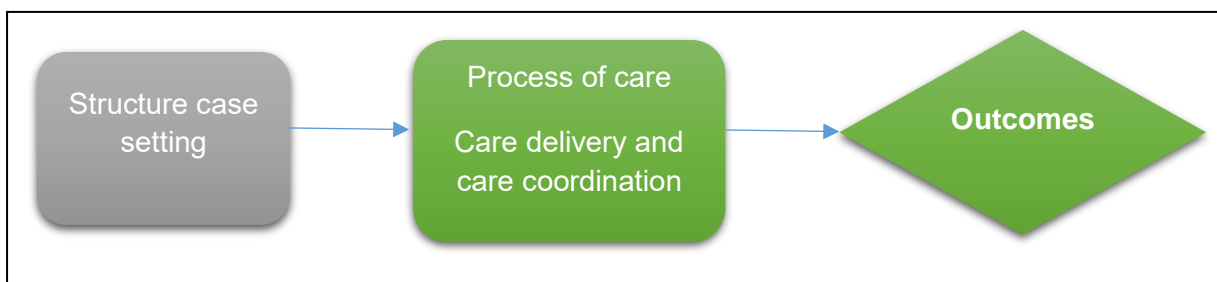 Structure case
setting
Process of care
Care delivery and
care coordination
Outcomes